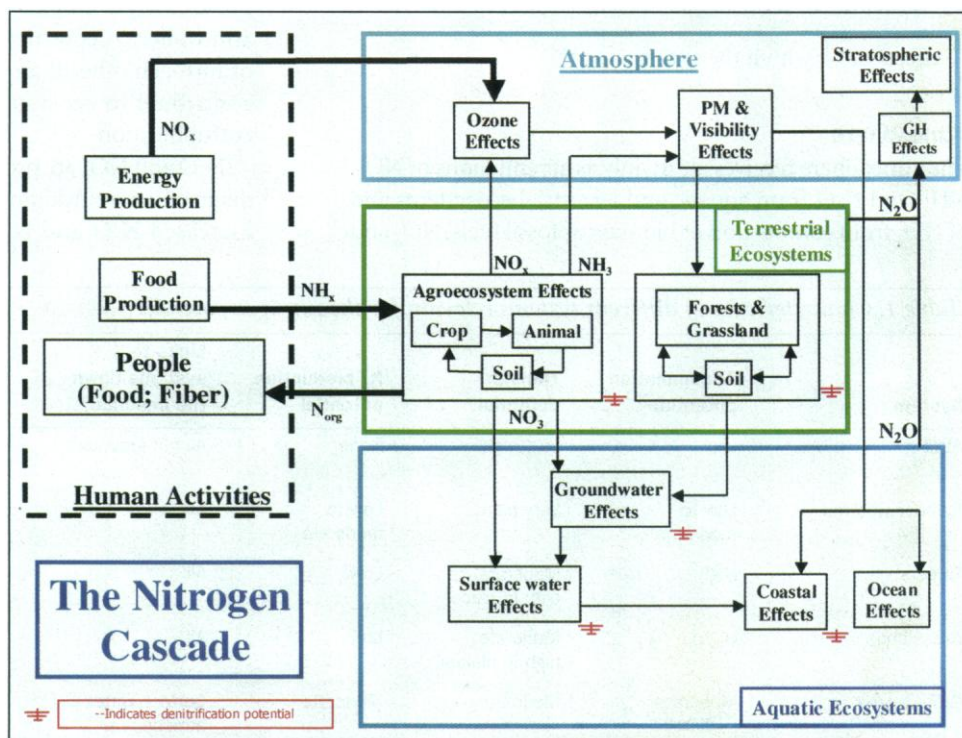 Atmosphere
Stratospheric
Effects
NOx
Ozone
Effects
PM &
Visibility
Effects
GH
Effects
Energy
Production
N2O
Terrestrial
Ecosystems
Food
Production
NHx
NOx
NH3
Agroecosystem Effects
Crop
Animal
Soil
Forests &
Grassland
Soil
People
(Food; Fiber)
Norg
NO3
N2O
Human Activities
Groundwater
Effects
Surface water
Effects
Coastal
Effects
Ocean
Effects
The Nitrogen
Cascade
--Indicates denitrification potential
Aquatic Ecosystems